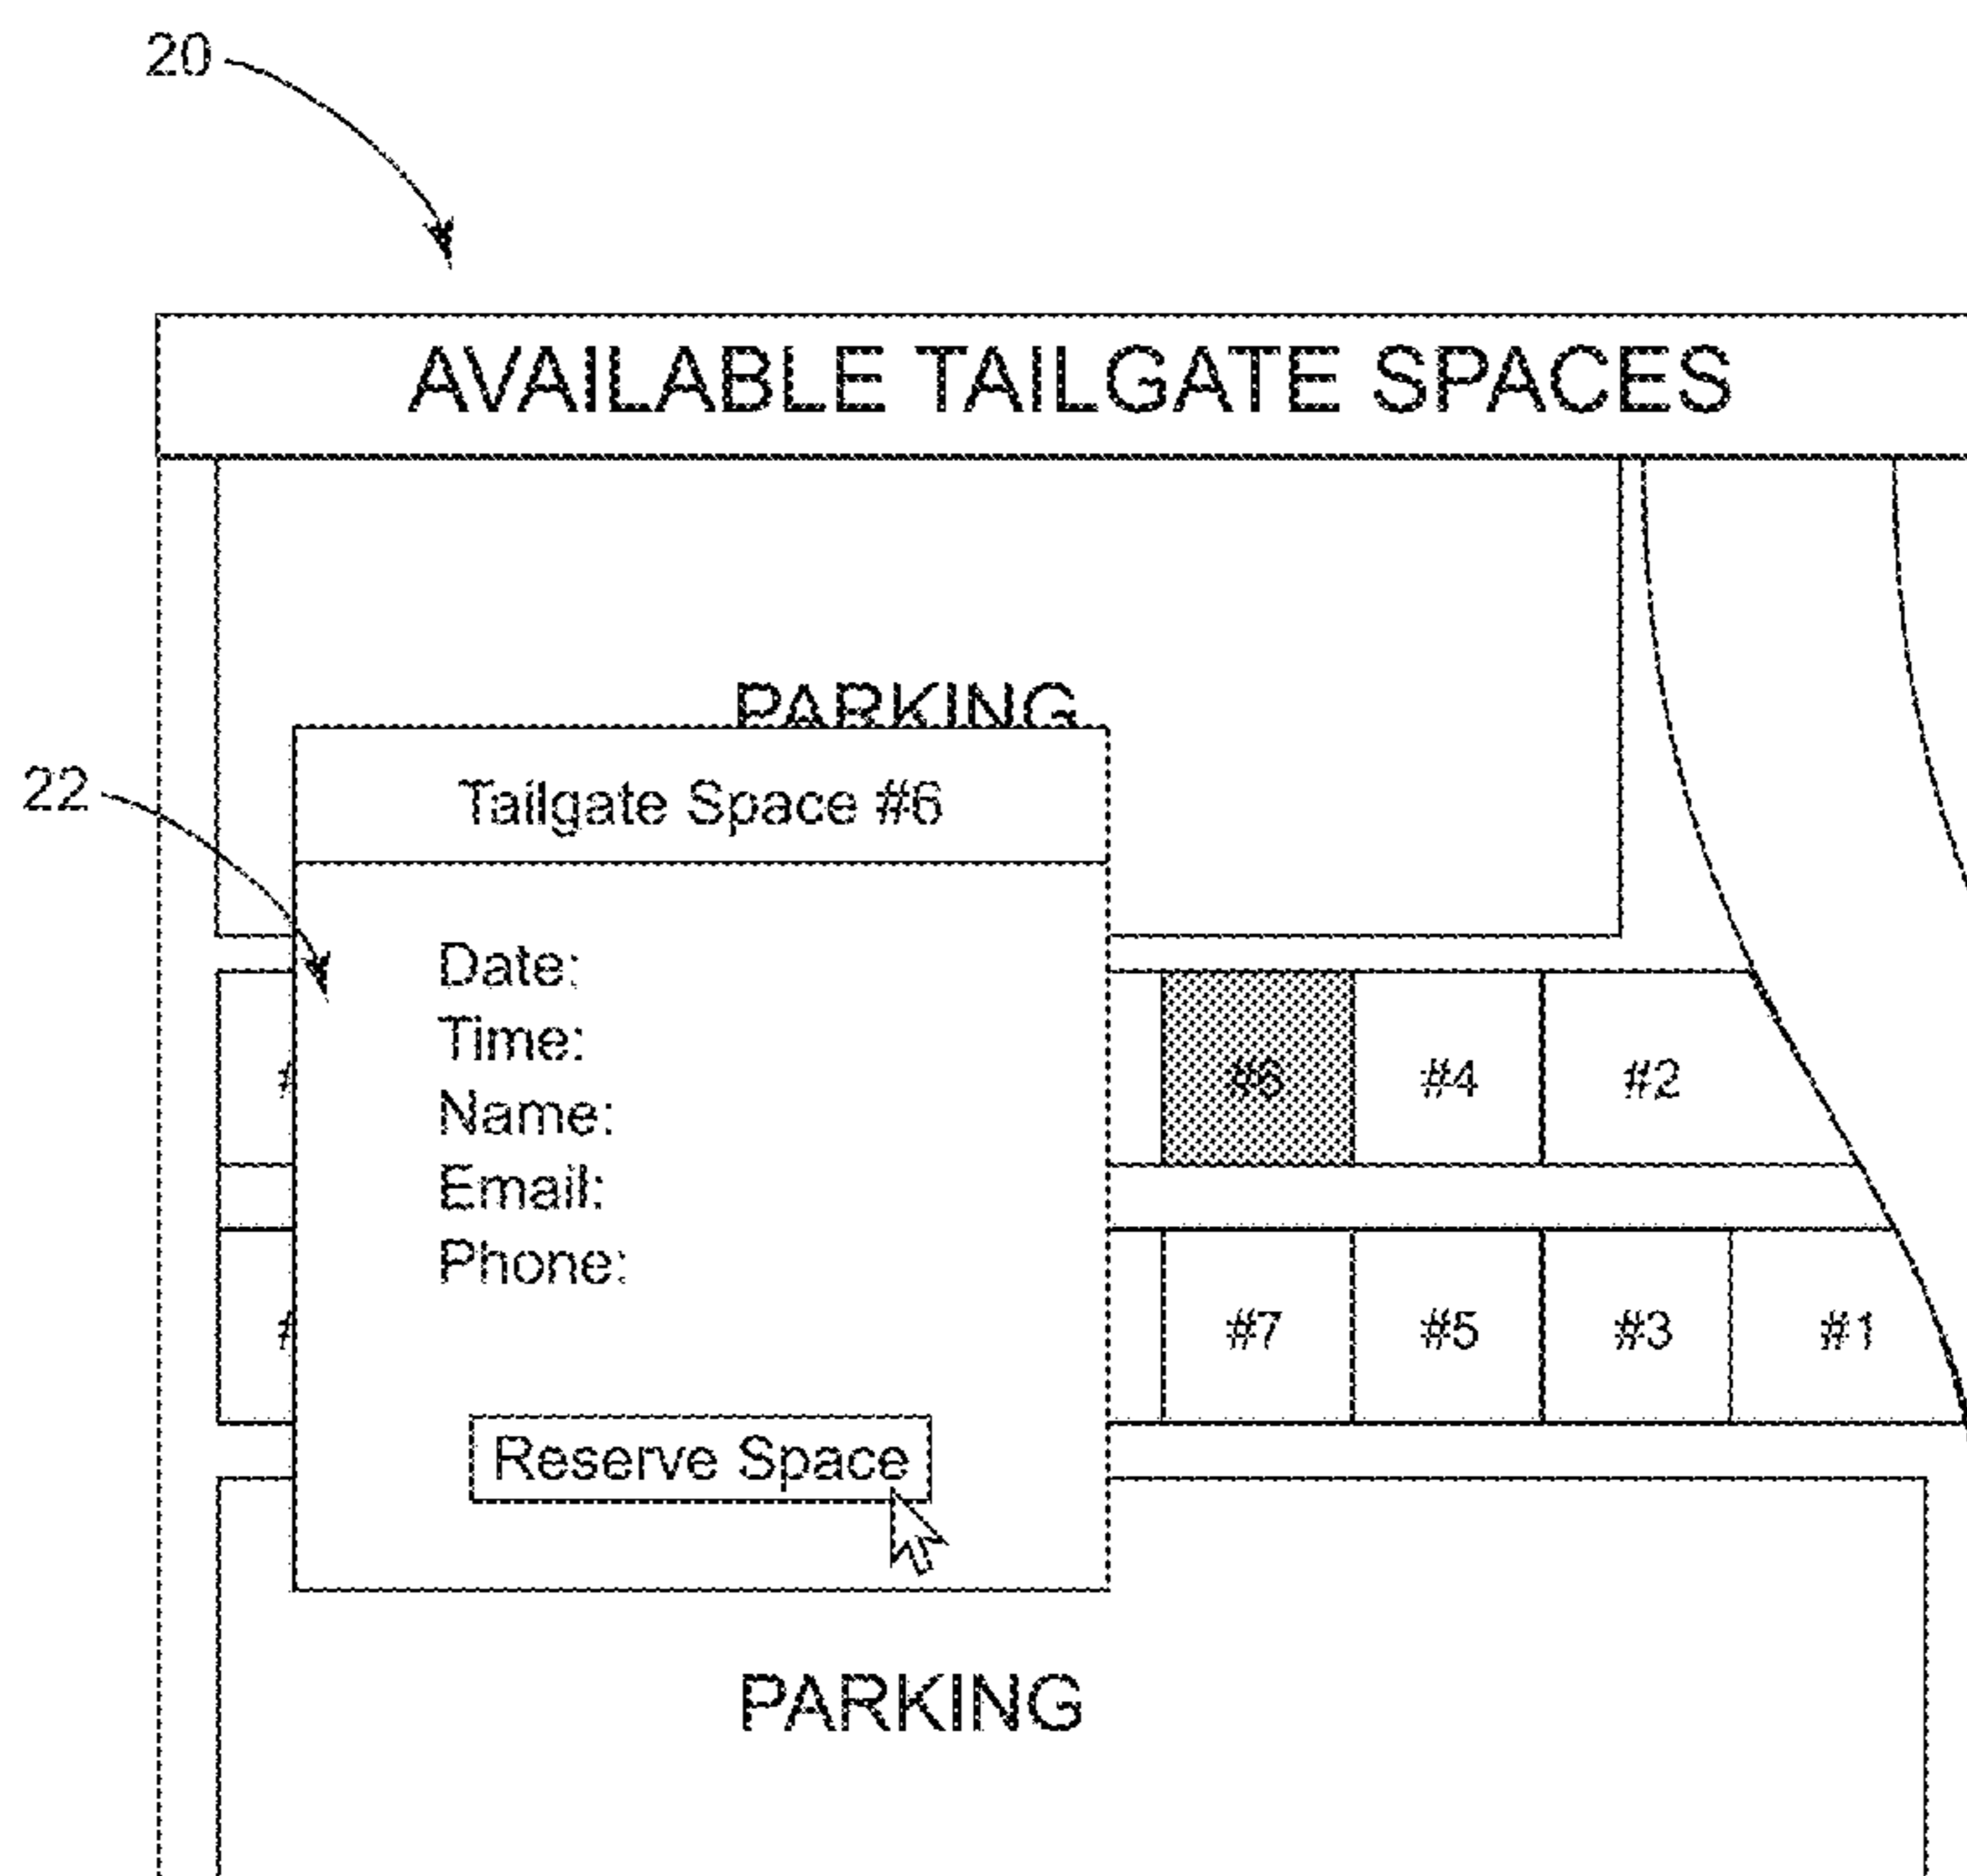 20
AVAILABLE TAILGATE SPACES
PARKING
22
Tailgate Space #6
Date:
Time:
Name:
Email:
Phone:
#6 #4 #2
#7 #5 #3 #1
Reserve Space
PARKING